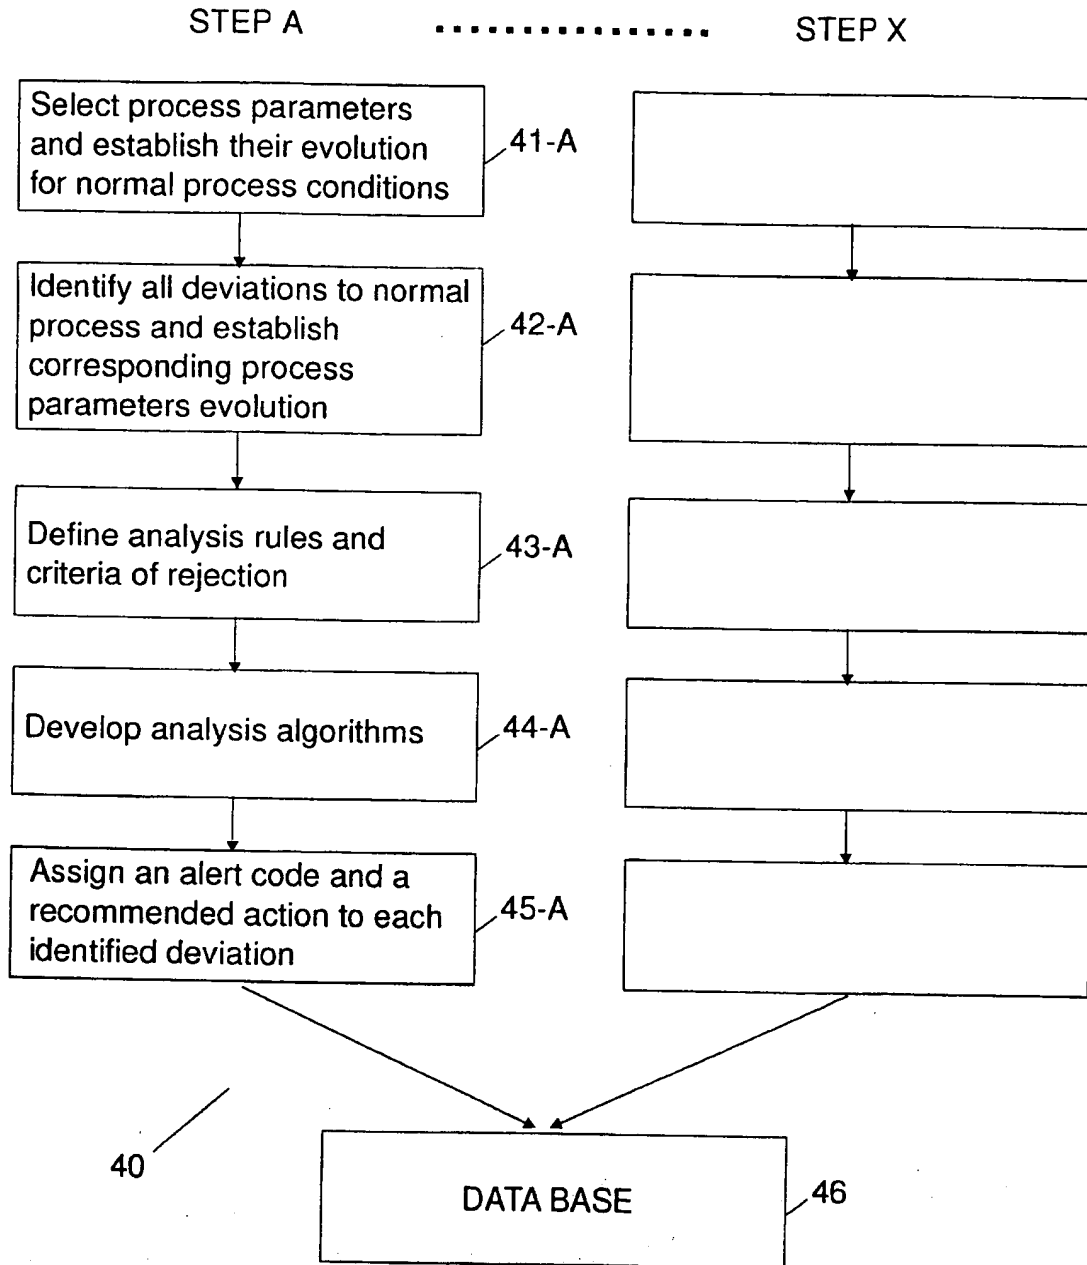 STEP A ............... STEP X
Select process parameters
and establish their evolution
for normal process conditions
41-A
Identify all deviations to normal
process and establish
corresponding process
parameters evolution
42-A
Define analysis rules and
criteria of rejection
43-A
Develop analysis algorithms
44-A
Assign an alert code and a
recommended action to each
identified deviation
45-A
40
DATA BASE
46